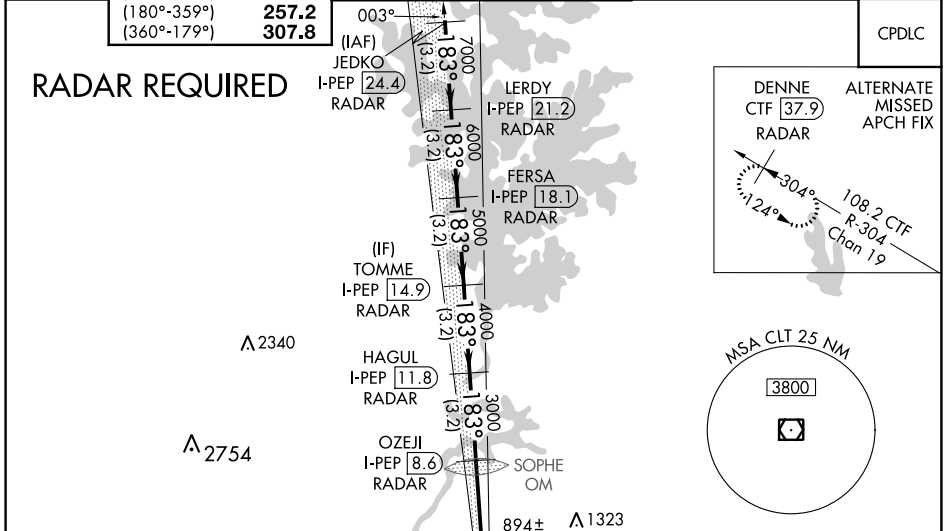 (180°-359°) 257.2
(360°-179°) 307.8
RADAR REQUIRED
003°
(IAF)
JEDKO
I-PEP 24.4
RADAR
7000
183°
(3.2)
LERDY
I-PEP 21.2
RADAR
6000
183°
(3.2)
FERSA
I-PEP 18.1
RADAR
5000
183°
(3.2)
(IF)
TOMME
I-PEP 14.9
RADAR
4000
183°
(3.2)
HAGUL
I-PEP 11.8
RADAR
3000
183°
(3.2)
OZEJI
I-PEP 8.6
RADAR
SOPHE
OM
2340
2754
894±
1323
CPDLC
DENNE
CTF 37.9
RADAR
ALTERNATE
MISSED
APCH FIX
304°
124°
108.2 CTF
R-304
Chan 19
MSA CLT 25 NM
3800